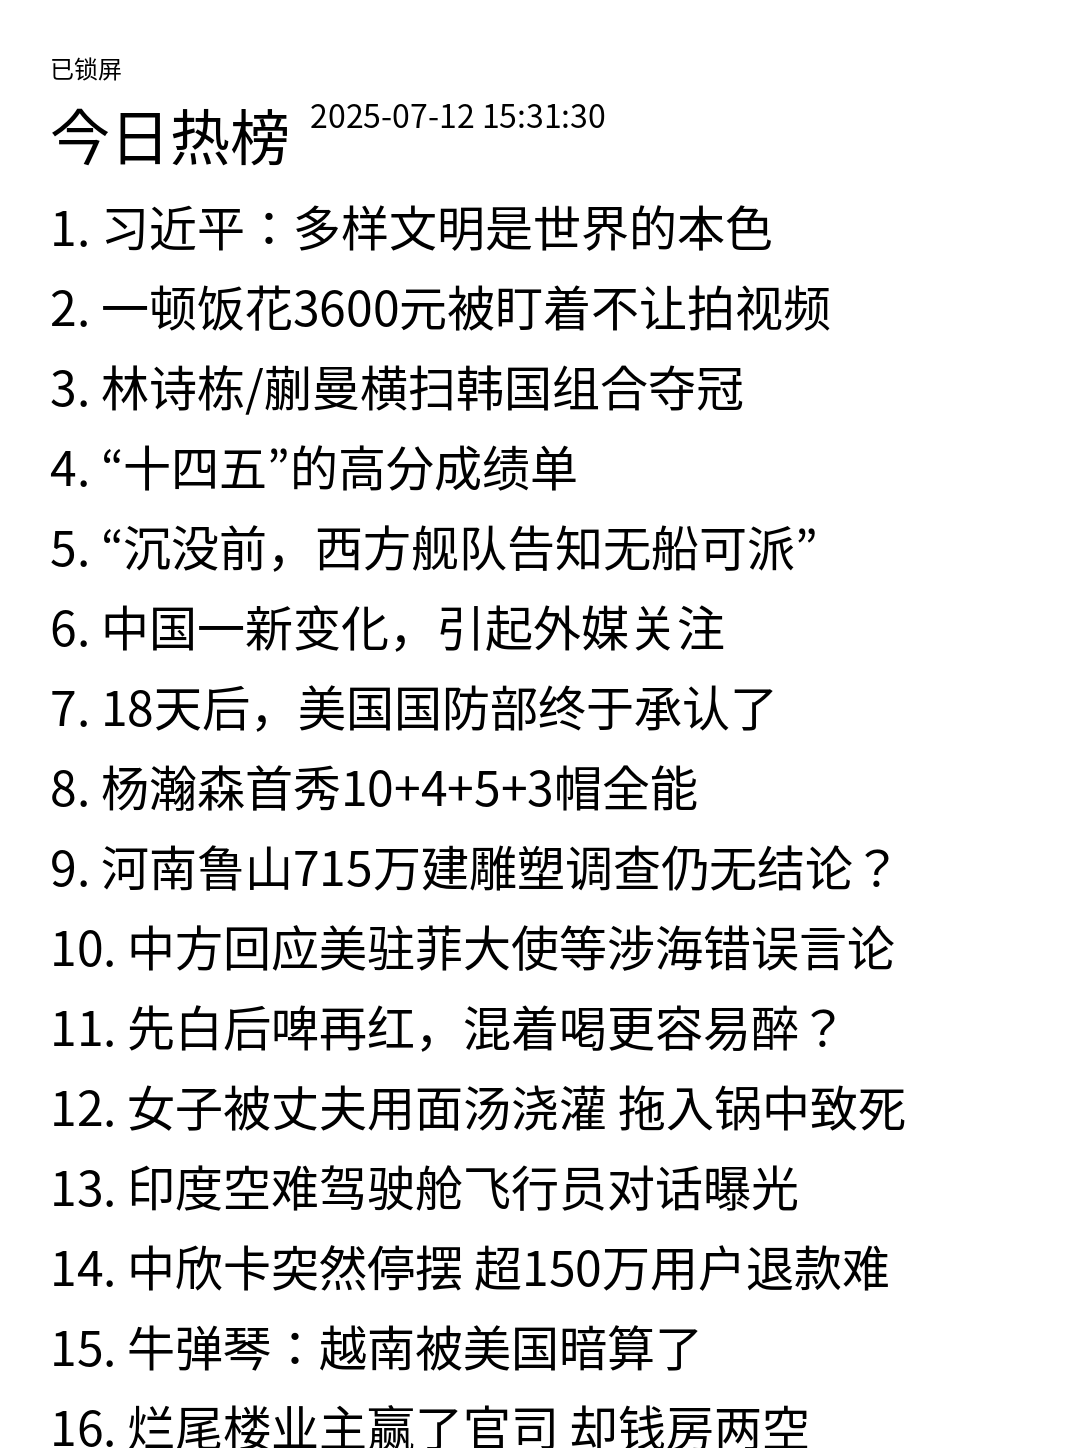 已锁屏
今日热榜 2025-07-12 15:31:30
1. 习近平：多样文明是世界的本色
2. 一顿饭花3600元被盯着不让拍视频
3. 林诗栋/蒯曼横扫韩国组合夺冠
4. “十四五”的高分成绩单
5. “沉没前，西方舰队告知无船可派”
6. 中国一新变化，引起外媒关注
7. 18天后，美国国防部终于承认了
8. 杨瀚森首秀10+4+5+3帽全能
9. 河南鲁山715万建雕塑调查仍无结论？
10. 中方回应美驻菲大使等涉海错误言论
11. 先白后啤再红，混着喝更容易醉？
12. 女子被丈夫用面汤浇灌 拖入锅中致死
13. 印度空难驾驶舱飞行员对话曝光
14. 中欣卡突然停摆 超150万用户退款难
15. 牛弹琴：越南被美国暗算了
16. 烂尾楼业主赢了官司 却钱房两空